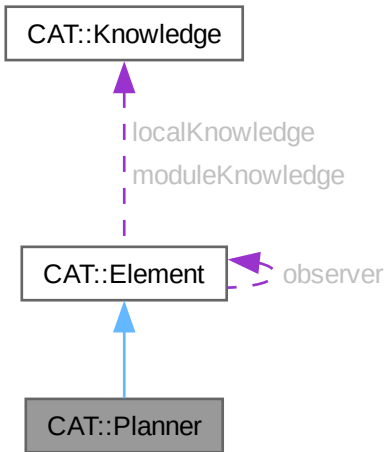 CAT::Knowledge
localKnowledge
moduleKnowledge
CAT::Element
observer
CAT::Planner